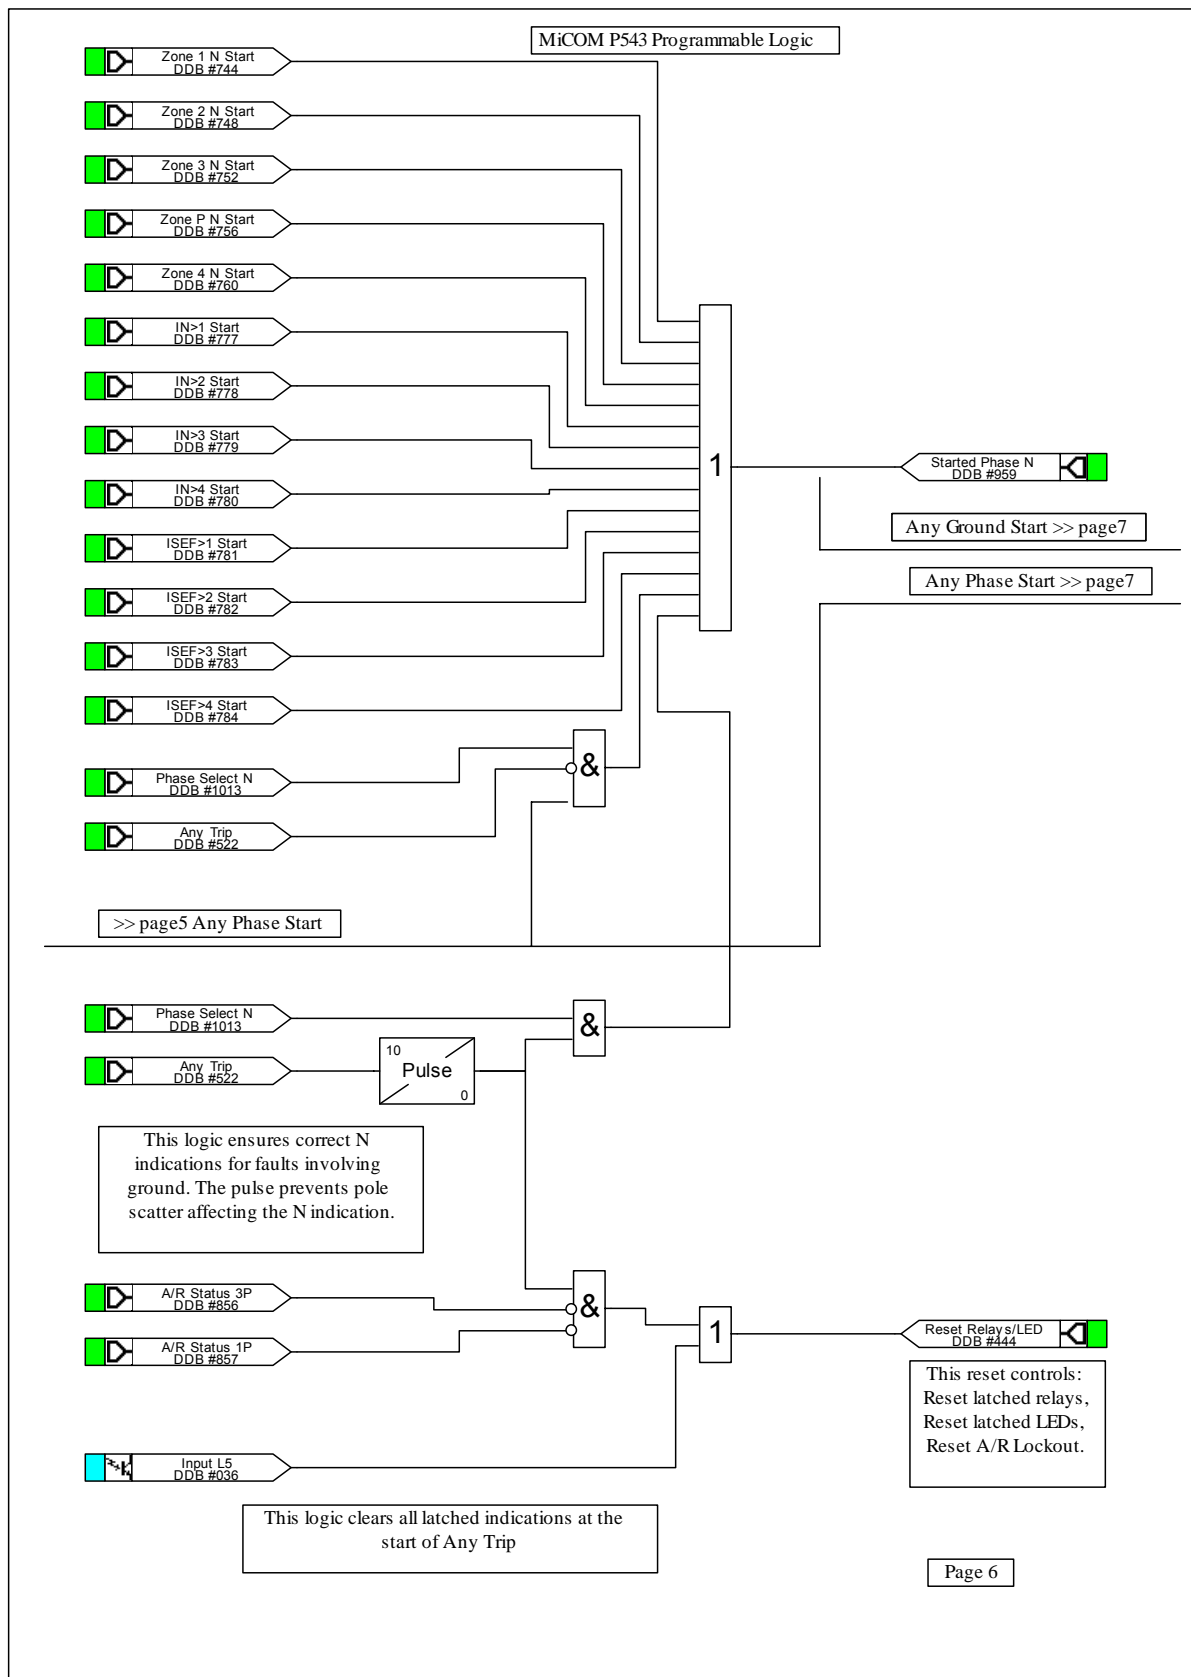 MiCOM P543 Programmable Logic
Zone 1 N Start
DDB #744
Zone 2 N Start
DDB #748
Zone 3 N Start
DDB #752
Zone P N Start
DDB #756
Zone 4 N Start
DDB #760
IN>1 Start
DDB #777
IN>2 Start
DDB #778
IN>3 Start
DDB #779
IN>4 Start
DDB #780
ISEF>1 Start
DDB #781
ISEF>2 Start
DDB #782
ISEF>3 Start
DDB #783
ISEF>4 Start
DDB #784
1
Started Phase N
DDB #959
Any Ground Start >> page7
Any Phase Start >> page7
Phase Select N
DDB #1013
Any Trip
DDB #522
&
>> page5 Any Phase Start
Phase Select N
DDB #1013
Any Trip
DDB #522
10
Pulse
0
&
This logic ensures correct N
indications for faults involving
ground. The pulse prevents pole
scatter affecting the N indication.
A/R Status 3P
DDB #856
A/R Status 1P
DDB #857
&
1
Reset Relays/LED
DDB #444
This reset controls:
Reset latched relays,
Reset latched LEDs,
Reset A/R Lockout.
Input L5
DDB #036
This logic clears all latched indications at the
start of Any Trip
Page 6